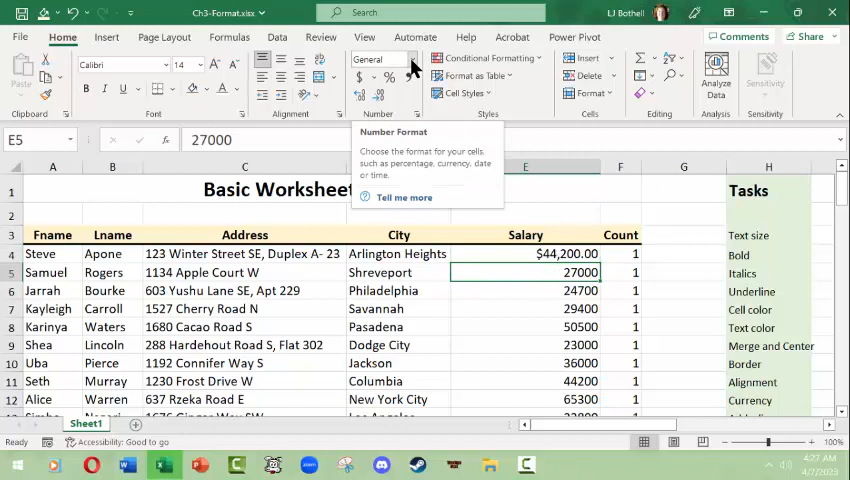 Ch3-Format.xlsx
Search
LJ Bothell
File Home Insert Page Layout Formulas Data Review View Automate Help Acrobat Power Pivot Comments Share
Paste
Calibri 14
B I U
General
$ % ,
Conditional Formatting
Format as Table
Cell Styles
Insert
Delete
Format
Analyze Data
Sensitivity
Clipboard Font Alignment Number Styles Cells Editing Analysis Sensitivity
E5 fx 27000
Number Format
Choose the format for your cells, such as percentage, currency, date or time.
Tell me more
A B C E F G H
1 Basic Worksheet Tasks
2
3 Fname Lname Address City Salary Count Text size
4 Steve Apone 123 Winter Street SE, Duplex A- 23 Arlington Heights $44,200.00 1 Bold
5 Samuel Rogers 1134 Apple Court W Shreveport 27000 1 Italics
6 Jarrah Bourke 603 Yushu Lane SE, Apt 229 Philadelphia 24700 1 Underline
7 Kayleigh Carroll 1527 Cherry Road N Savannah 29400 1 Cell color
8 Karinya Waters 1680 Cacao Road S Pasadena 50500 1 Text color
9 Shea Lincoln 288 Hardehout Road S, Flat 302 Dodge City 23000 1 Merge and Center
10 Uba Pierce 1192 Connifer Way S Jackson 36000 1 Border
11 Seth Murray 1230 Frost Drive W Columbia 44200 1 Alignment
12 Alice Warren 637 Rzeka Road E New York City 65300 1 Currency
Sheet1
Ready Accessibility: Good to go 100%
4:27 AM
4/7/2023